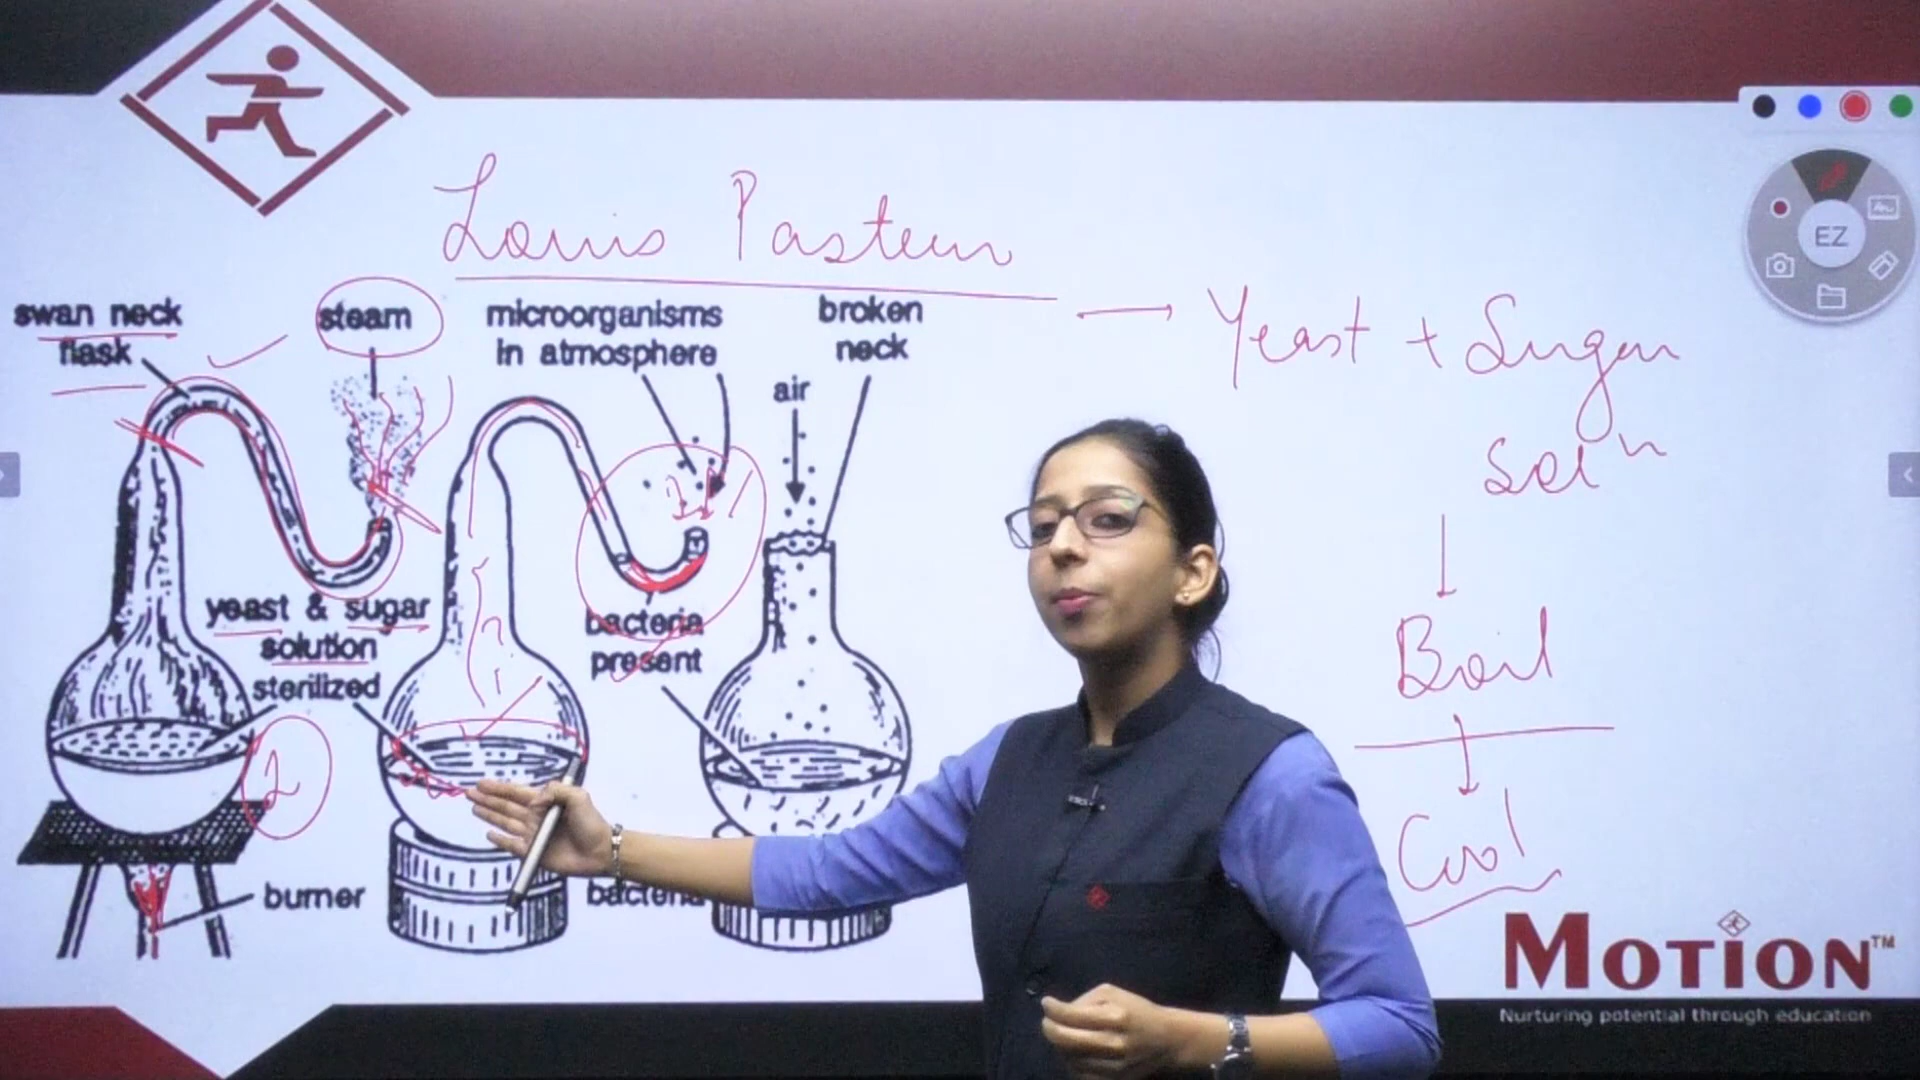 Louis Pasteur
swan neck
flask
steam
microorganisms
in atmosphere
broken
neck
air
→ Yeast + Sugar
Solⁿ
yeast & sugar
solution
sterilized
bacteria
present
Boil
2
Cool
burner
bacteria
EZ
MOTION™
Nurturing potential through education